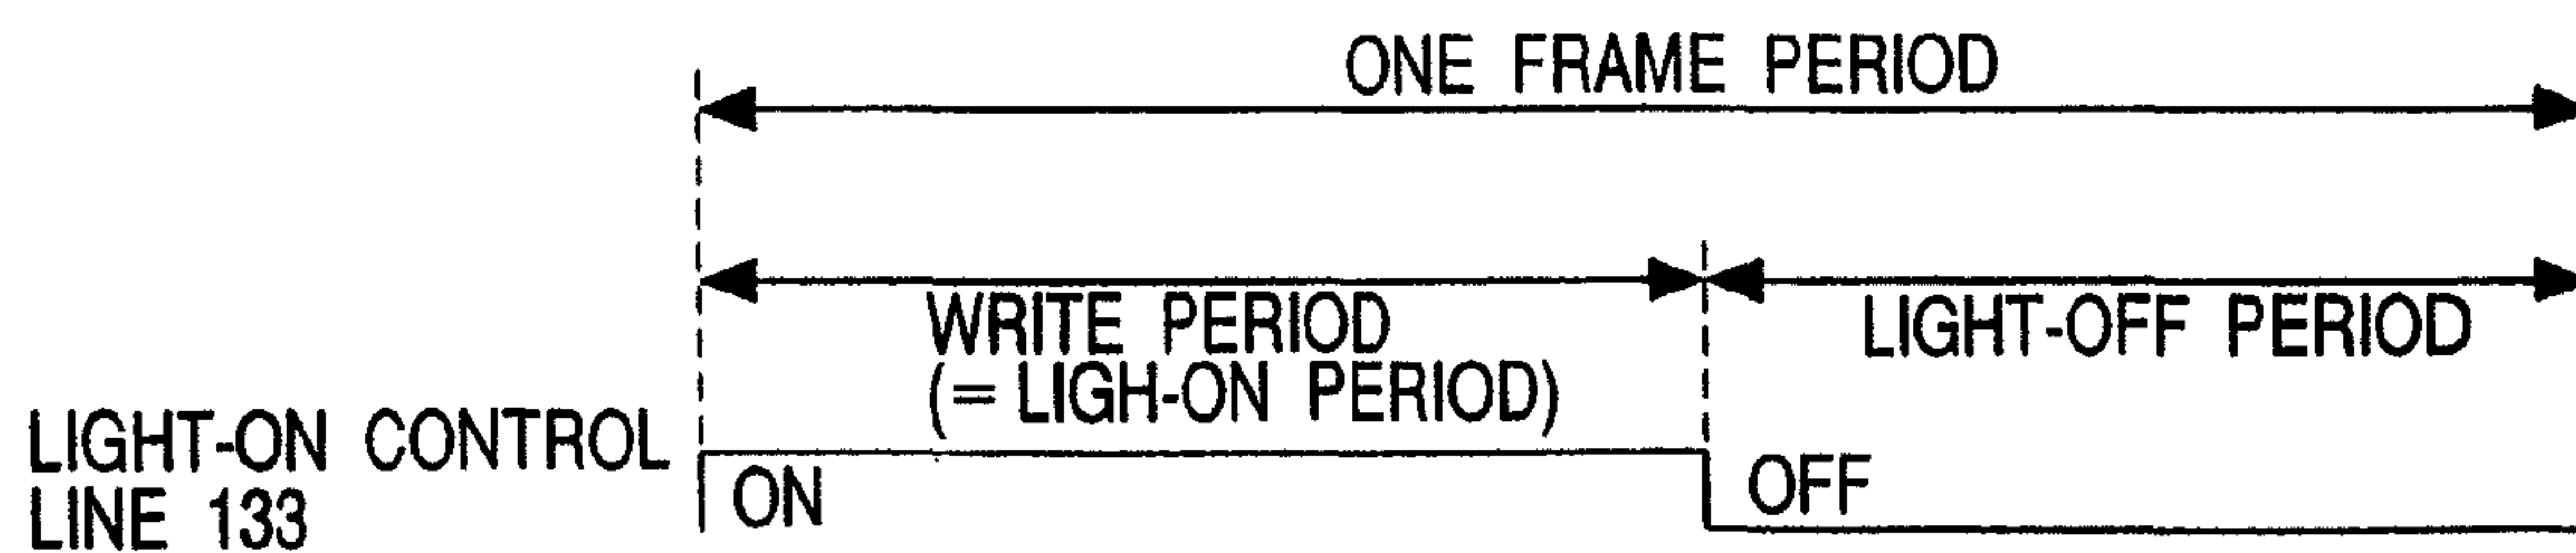 ONE FRAME PERIOD
WRITE PERIOD
(= LIGH-ON PERIOD)
LIGHT-OFF PERIOD
LIGHT-ON CONTROL
LINE 133
ON
OFF